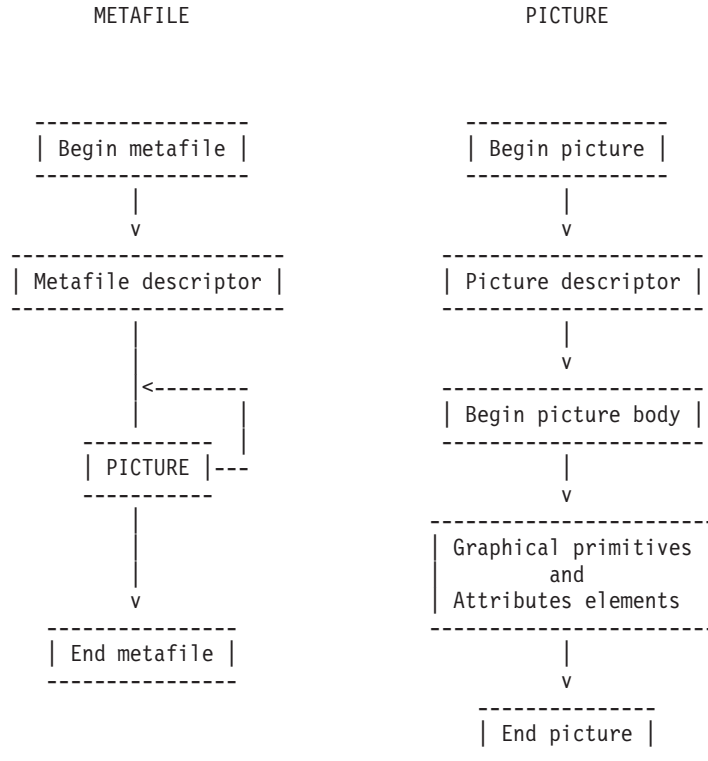 METAFILE
Begin metafile
Metafile descriptor
PICTURE
End metafile
PICTURE
Begin picture
Picture descriptor
Begin picture body
Graphical primitives
and
Attributes elements
End picture